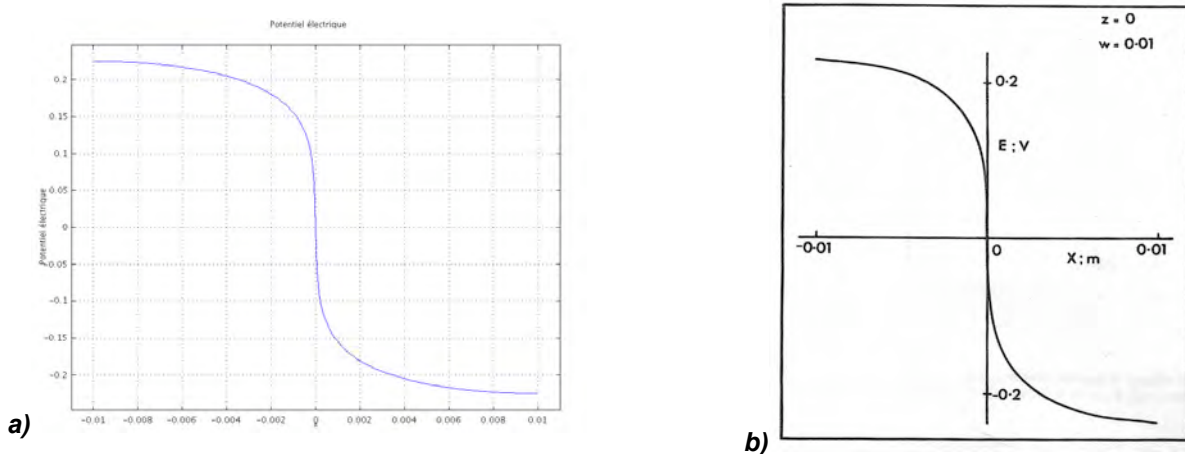 Potentiel électrique
Potentiel électrique
0.2
0.15
0.1
0.05
0
-0.05
-0.1
-0.15
-0.2
-0.01
-0.008
-0.006
-0.004
-0.002
0
0.002
0.004
0.006
0.008
0.01
x
a)
z = 0
w = 0·01
0·2
E ; V
-0·01
0
0·01
X ; m
-0·2
b)